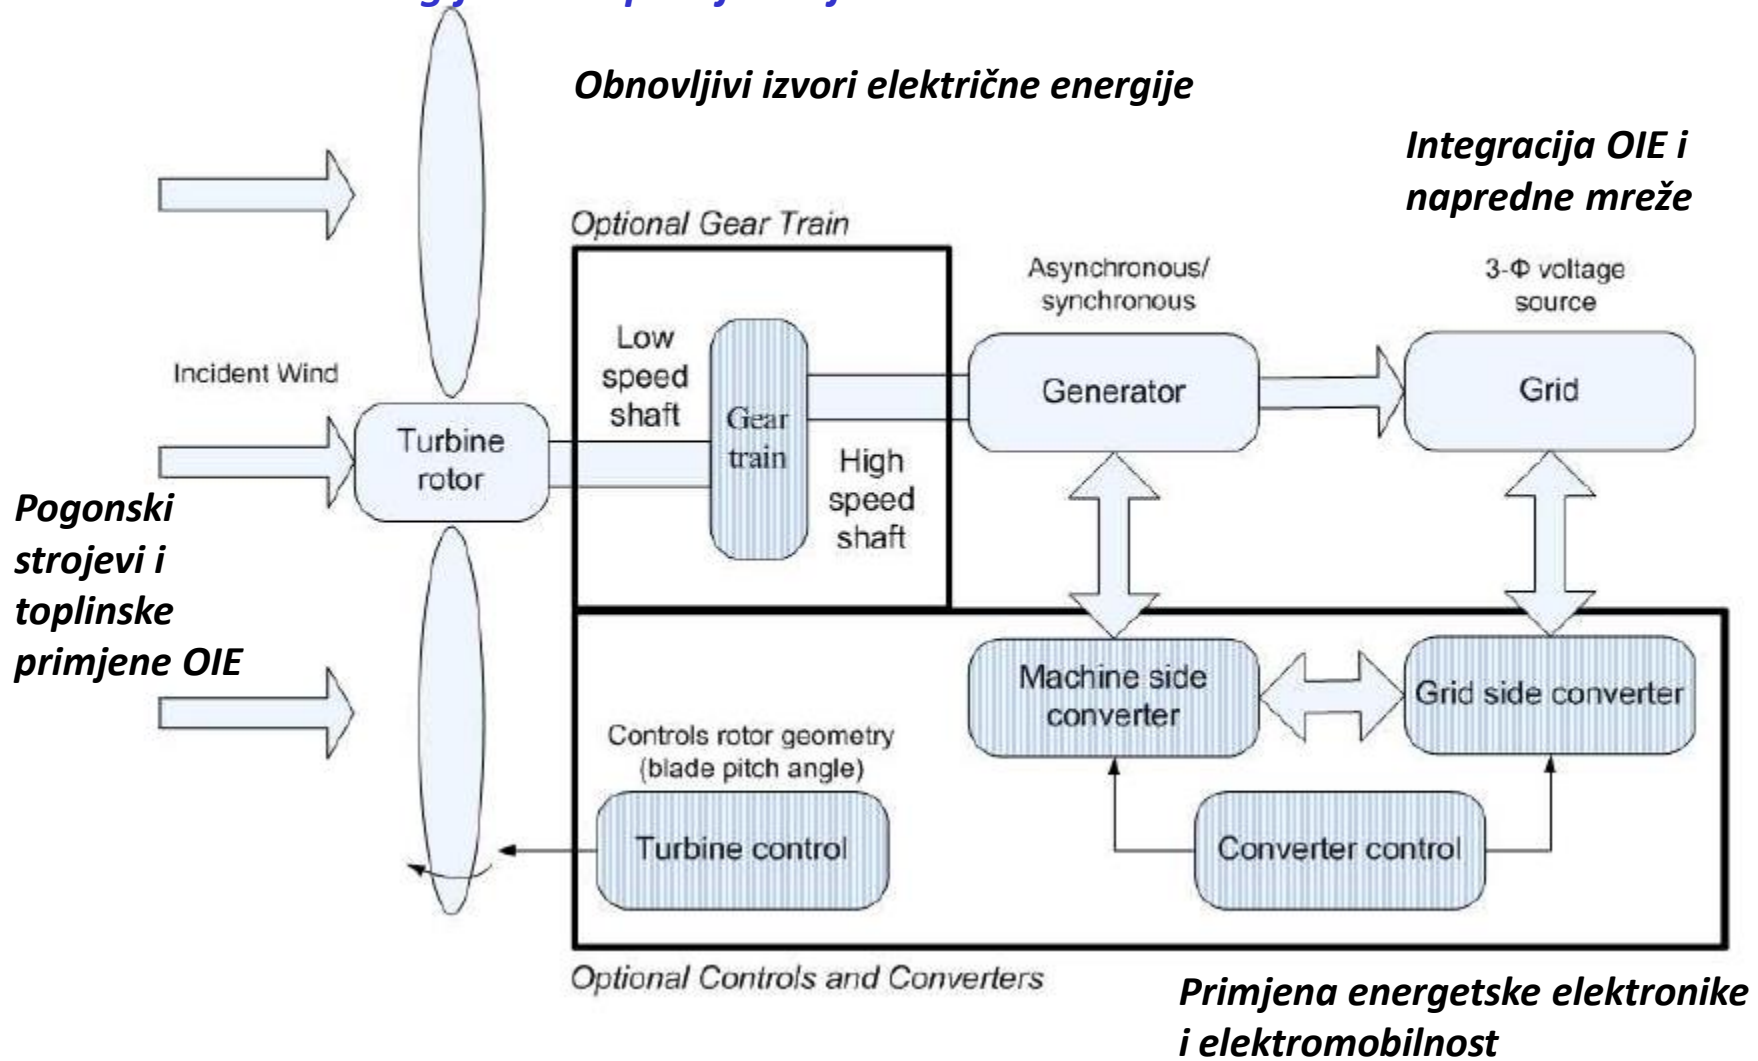 Obnovljivi izvori električne energije
Integracija OIE i
napredne mreže
Optional Gear Train
Asynchronous/
synchronous
3-Φ voltage
source
Low
speed
shaft
Incident Wind
Generator
Grid
Gear
train
Turbine
rotor
High
speed
shaft
Pogonski
strojevi i
toplinske
primjene OIE
Machine side
converter
Grid side converter
Controls rotor geometry
(blade pitch angle)
Turbine control
Converter control
Optional Controls and Converters
Primjena energetske elektronike
i elektromobilnost